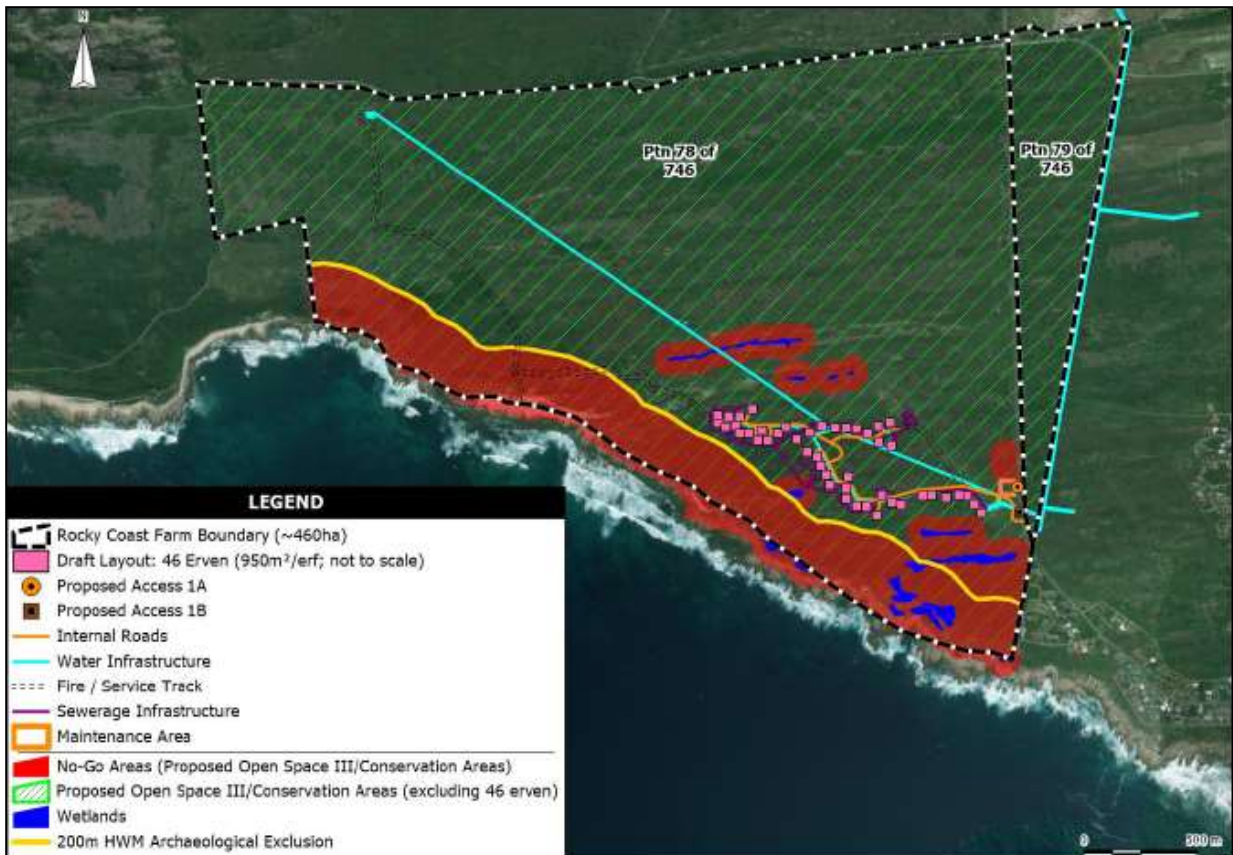 N
Ptn 78 of
746
Ptn 79 of
746
LEGEND
Rocky Coast Farm Boundary (~460ha)
Draft Layout: 46 Erven (950m²/erf; not to scale)
Proposed Access 1A
Proposed Access 1B
Internal Roads
Water Infrastructure
Fire / Service Track
Sewerage Infrastructure
Maintenance Area
No-Go Areas (Proposed Open Space III/Conservation Areas)
Proposed Open Space III/Conservation Areas (excluding 46 erven)
Wetlands
200m HWM Archaeological Exclusion
0 500 m